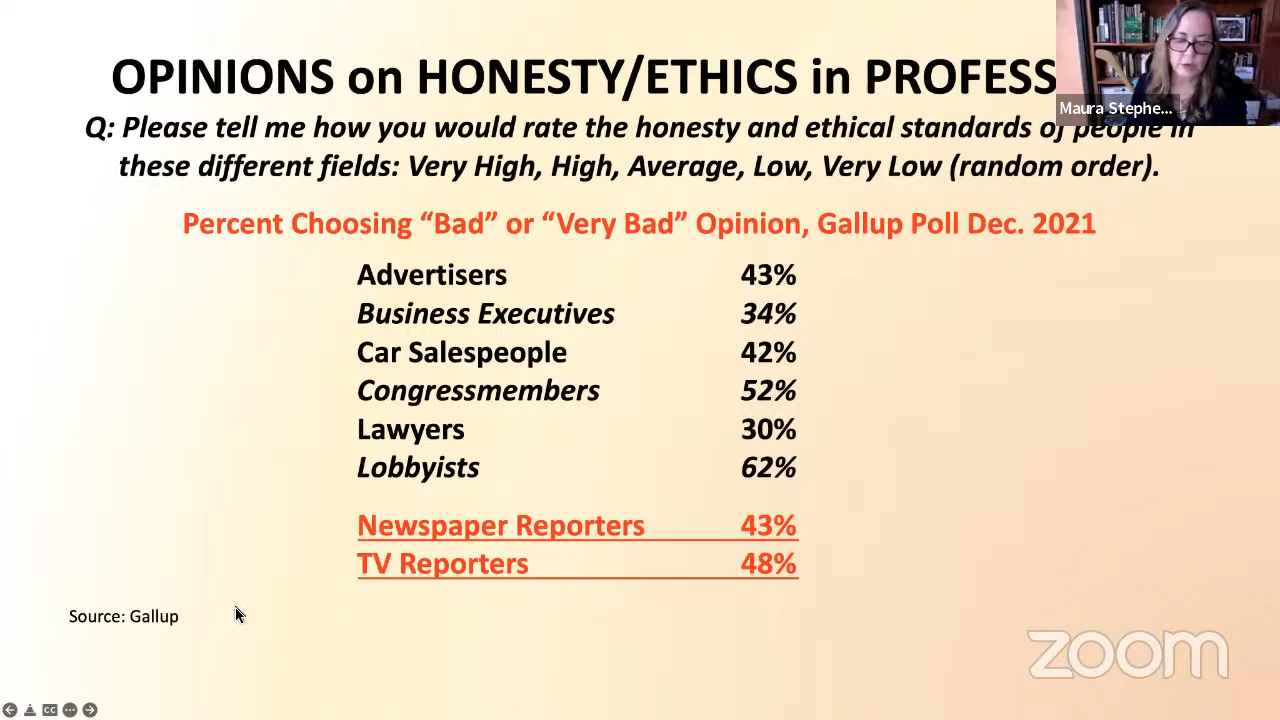 OPINIONS on HONESTY/ETHICS in PROFESS
Maura Stephe...
Q: Please tell me how you would rate the honesty and ethical standards of people in
these different fields: Very High, High, Average, Low, Very Low (random order).
Percent Choosing “Bad” or “Very Bad” Opinion, Gallup Poll Dec. 2021
Advertisers 43%
Business Executives 34%
Car Salespeople 42%
Congressmembers 52%
Lawyers 30%
Lobbyists 62%
Newspaper Reporters 43%
TV Reporters 48%
Source: Gallup
zoom
CC